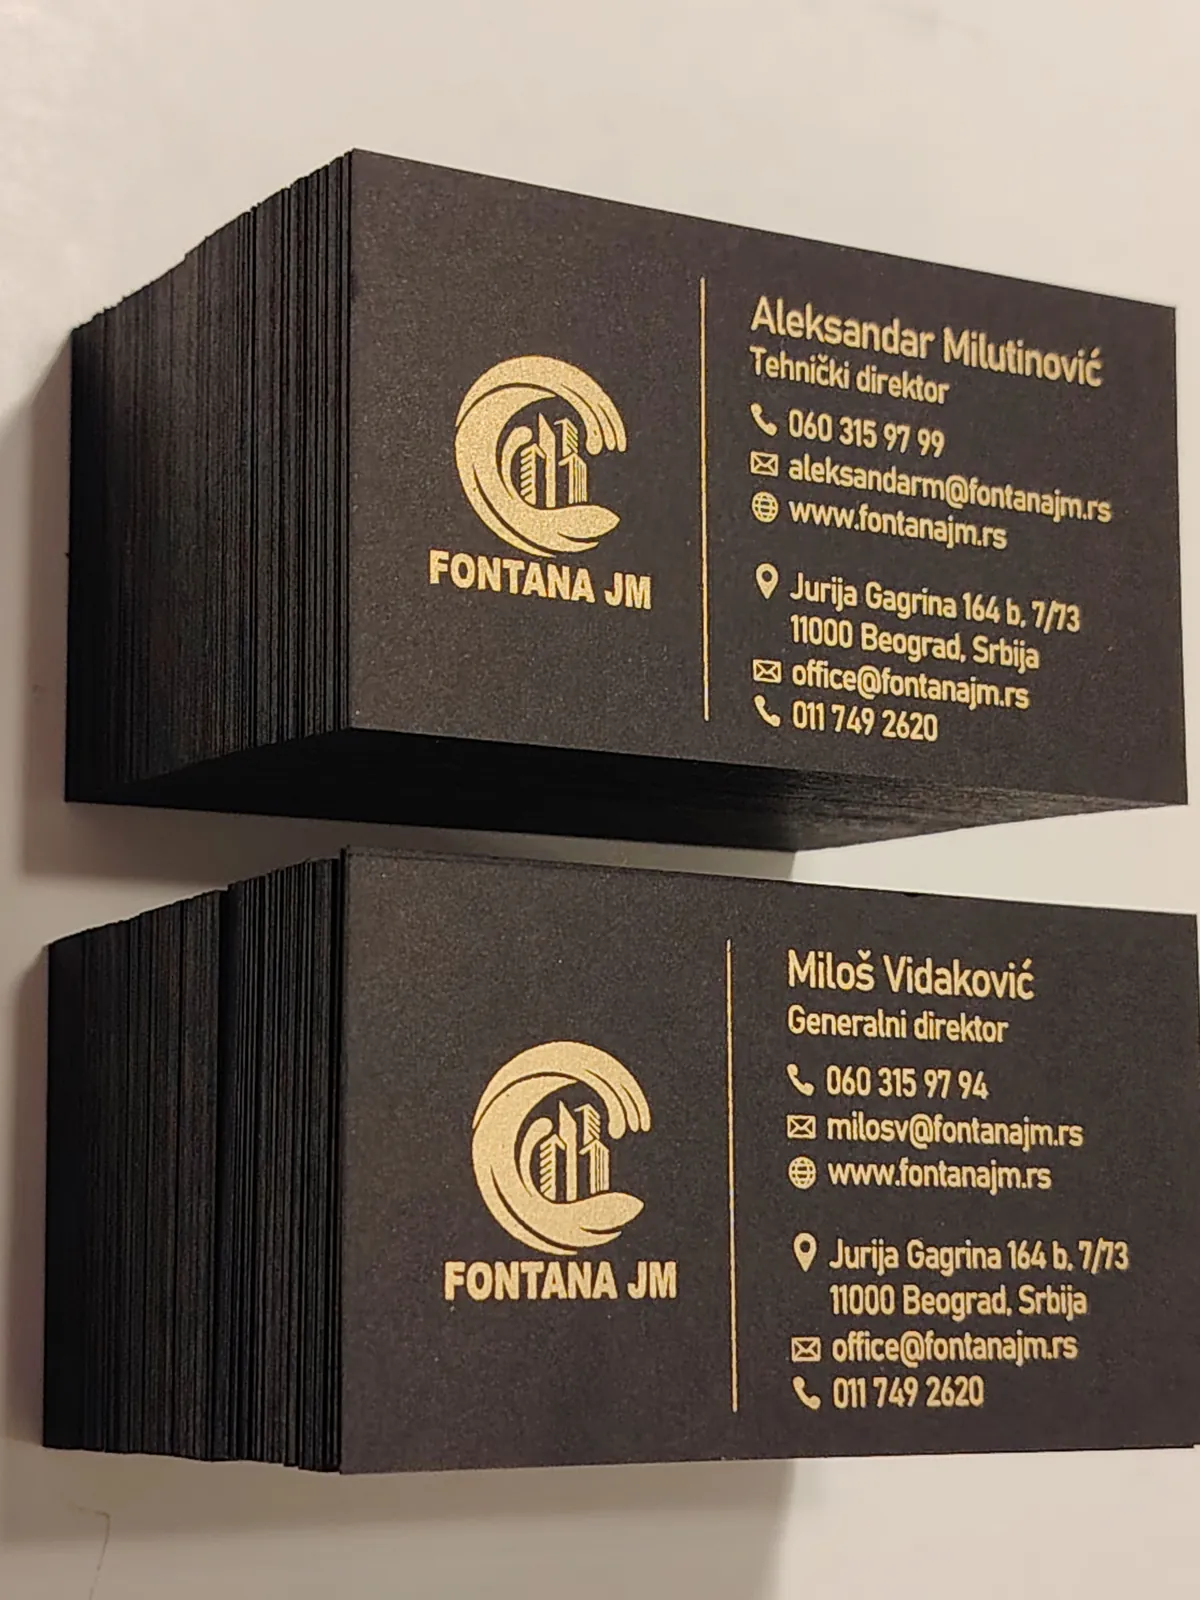 FONTANA JM
Aleksandar Milutinović
Tehnički direktor
060 315 97 99
aleksandarm@fontanajm.rs
www.fontanajm.rs
Jurija Gagrina 164 b, 7/73
11000 Beograd, Srbija
office@fontanajm.rs
011 749 2620
FONTANA JM
Miloš Vidaković
Generalni direktor
060 315 97 94
milosv@fontanajm.rs
www.fontanajm.rs
Jurija Gagrina 164 b, 7/73
11000 Beograd, Srbija
office@fontanajm.rs
011 749 2620